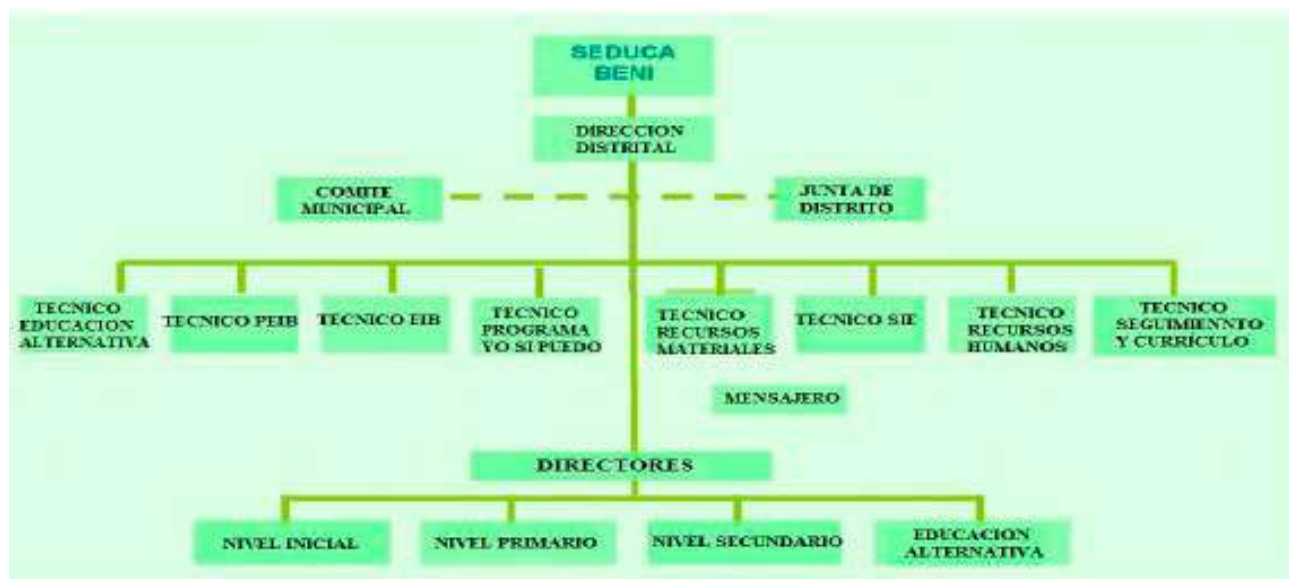 SEDUCA
BENI
DIRECCION
DISTRITAL
COMITE
MUNICIPAL
JUNTA DE
DISTRITO
TECNICO
EDUCACION
ALTERNATIVA
TECNICO PEIB
TECNICO EIB
TECNICO
PROGRAMA
YO SI PUEDO
TECNICO
RECURSOS
MATERIALES
TECNICO SIE
TECNICO
RECURSOS
HUMANOS
TECNICO
SEGUIMIENNTO
Y CURRÍCULO
MENSAJERO
DIRECTORES
NIVEL INICIAL
NIVEL PRIMARIO
NIVEL SECUNDARIO
EDUCACION
ALTERNATIVA